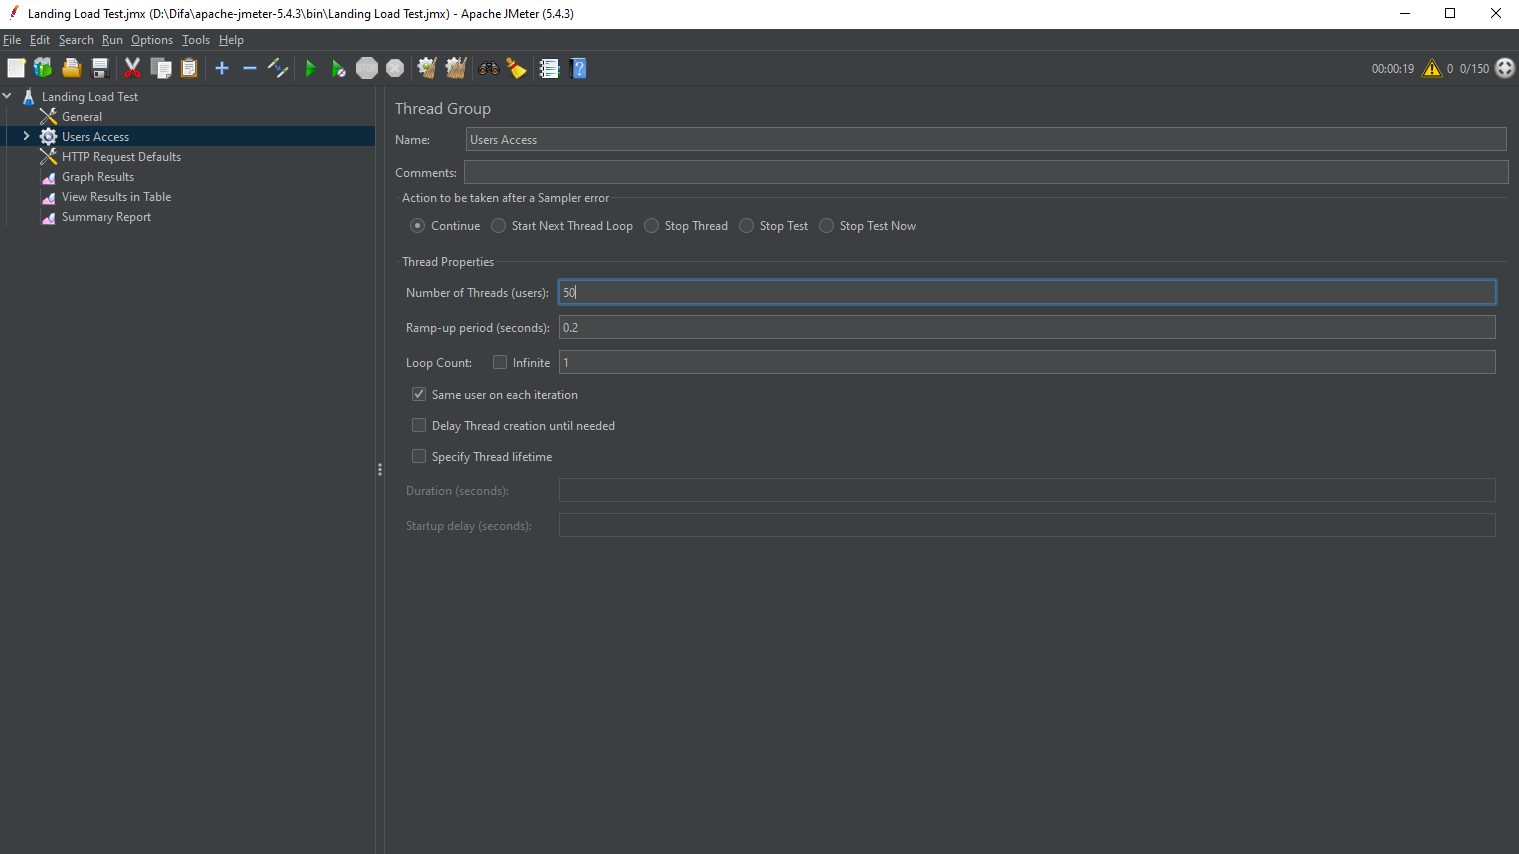 Landing Load Test.jmx (D:\Difa\apache-jmeter-5.4.3\bin\Landing Load Test.jmx) - Apache JMeter (5.4.3)
File Edit Search Run Options Tools Help
STOP
00:00:19 0 0/150
Landing Load Test
General
Users Access
HTTP Request Defaults
Graph Results
View Results in Table
Summary Report
Thread Group
Name: Users Access
Comments:
Action to be taken after a Sampler error
Continue Start Next Thread Loop Stop Thread Stop Test Stop Test Now
Thread Properties
Number of Threads (users): 50
Ramp-up period (seconds): 0.2
Loop Count: Infinite 1
Same user on each iteration
Delay Thread creation until needed
Specify Thread lifetime
Duration (seconds):
Startup delay (seconds):